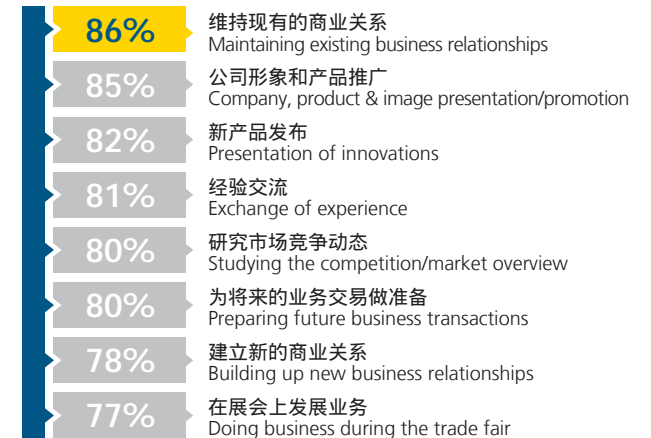 86%
维持现有的商业关系
Maintaining existing business relationships
85%
公司形象和产品推广
Company, product & image presentation/promotion
82%
新产品发布
Presentation of innovations
81%
经验交流
Exchange of experience
80%
研究市场竞争动态
Studying the competition/market overview
80%
为将来的业务交易做准备
Preparing future business transactions
78%
建立新的商业关系
Building up new business relationships
77%
在展会上发展业务
Doing business during the trade fair